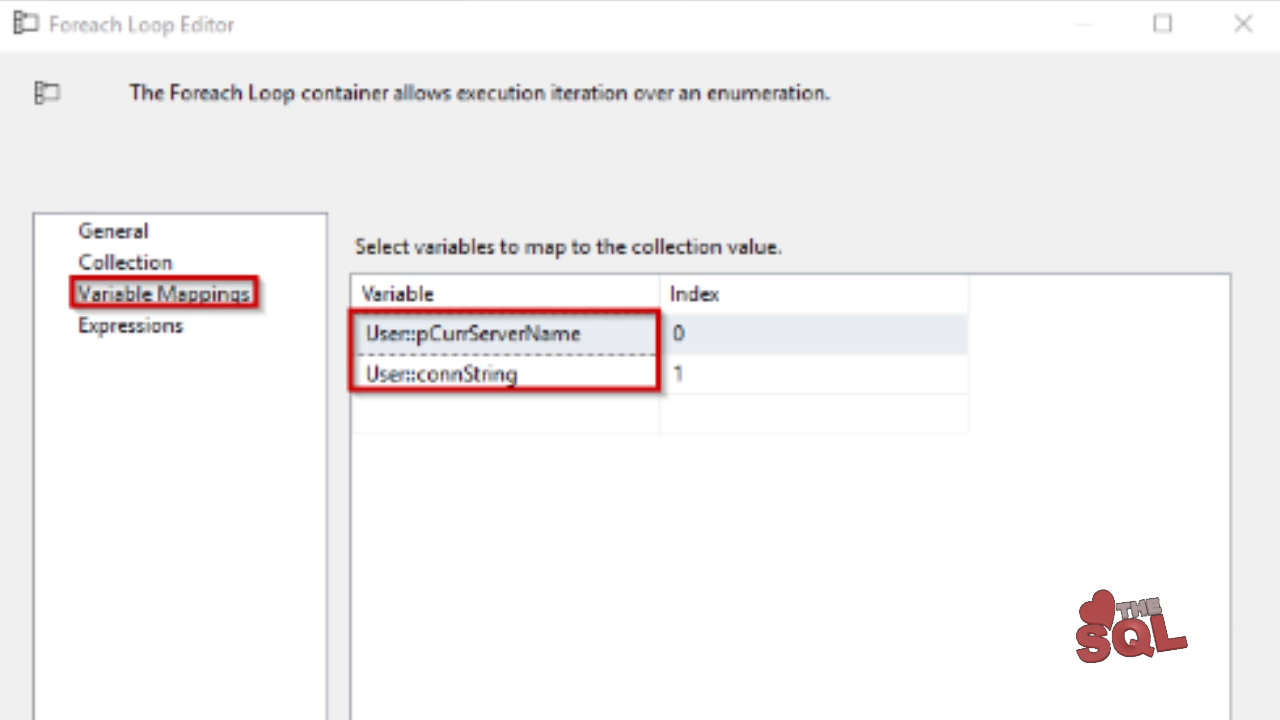 Foreach Loop Editor
The Foreach Loop container allows execution iteration over an enumeration.
General
Collection
Variable Mappings
Expressions
Select variables to map to the collection value.
Variable Index
User::pCurrServerName 0
User::connString 1
THE
SQL